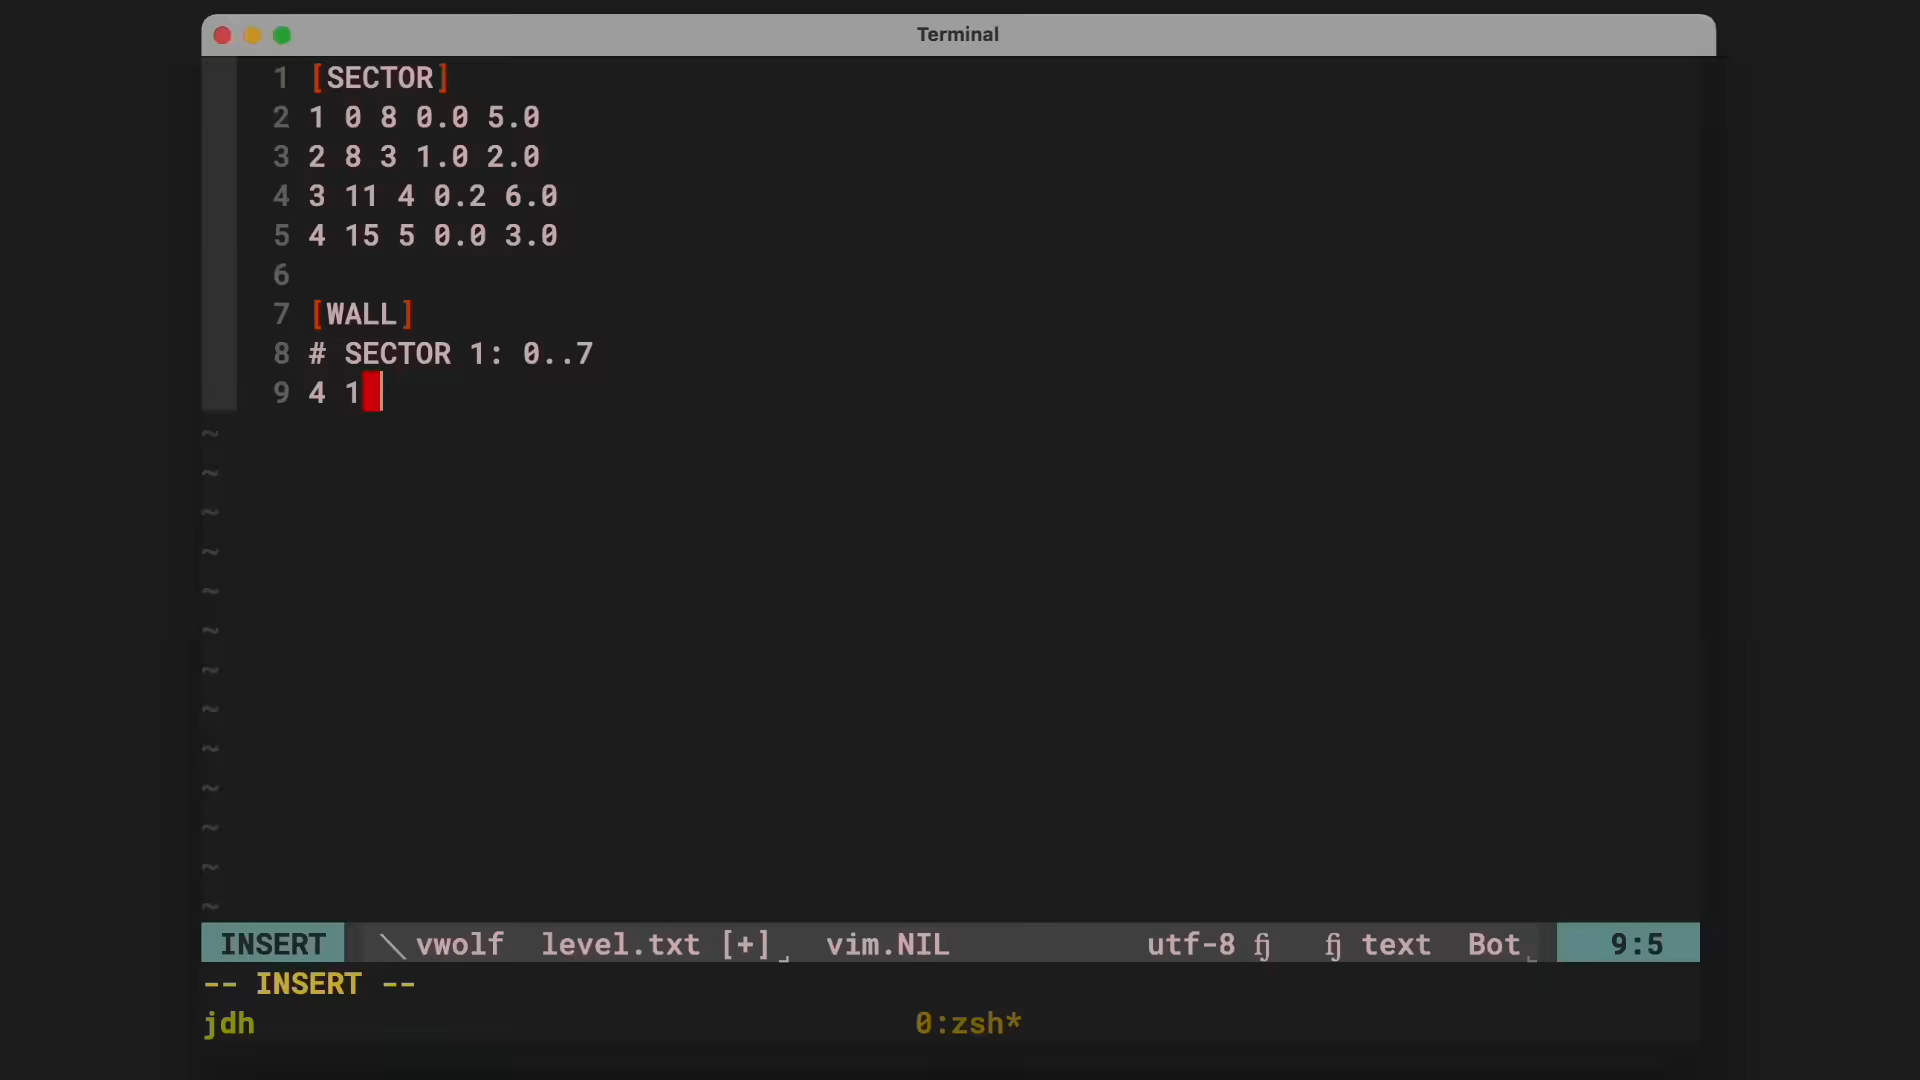 Terminal
1 [SECTOR]
2 1 0 8 0.0 5.0
3 2 8 3 1.0 2.0
4 3 11 4 0.2 6.0
5 4 15 5 0.0 3.0
6
7 [WALL]
8 # SECTOR 1: 0..7
9 4 1
~
~
~
~
~
~
~
~
~
~
~
~
~
INSERT vwolf level.txt [+] vim.NIL utf-8 text Bot 9:5
-- INSERT --
jdh 0:zsh*